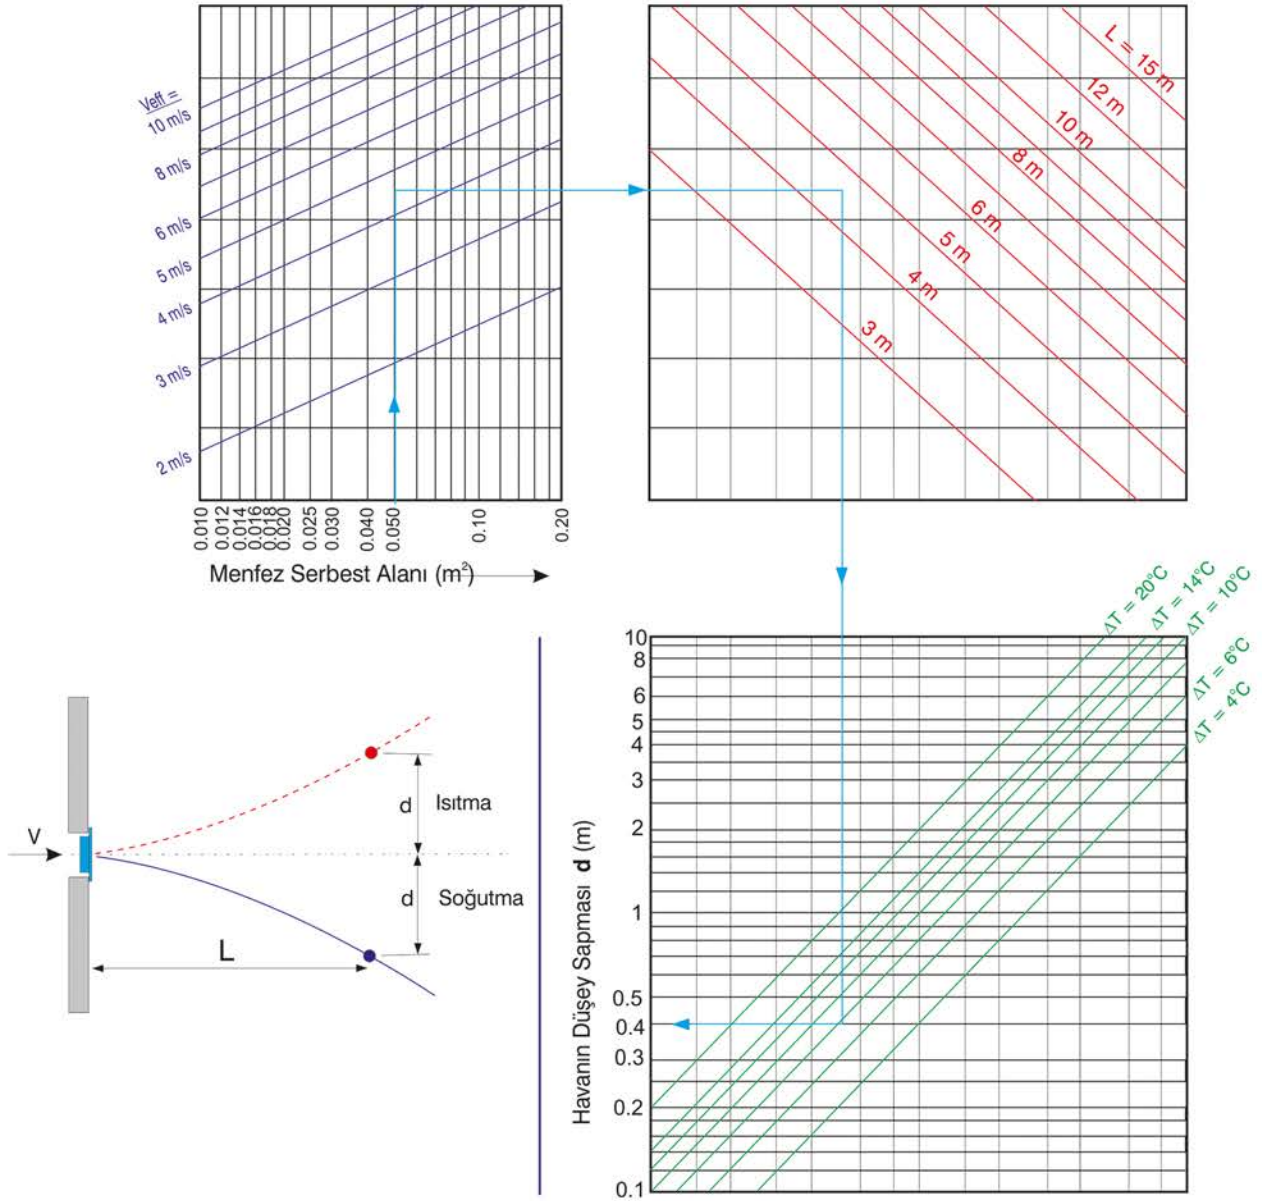 Veff =
10 m/s
8 m/s
6 m/s
5 m/s
4 m/s
3 m/s
2 m/s
0.010
0.012
0.014
0.016
0.018
0.020
0.025
0.030
0.040
0.050
0.10
0.20
Menfez Serbest Alanı (m²)
L = 15 m
12 m
10 m
8 m
6 m
5 m
4 m
3 m
ΔT = 20°C
ΔT = 14°C
ΔT = 10°C
ΔT = 6°C
ΔT = 4°C
10
8
6
5
4
3
2
1
0.5
0.4
0.3
0.2
0.1
Havanın Düşey Sapması d (m)
V
d
Isıtma
d
Soğutma
L